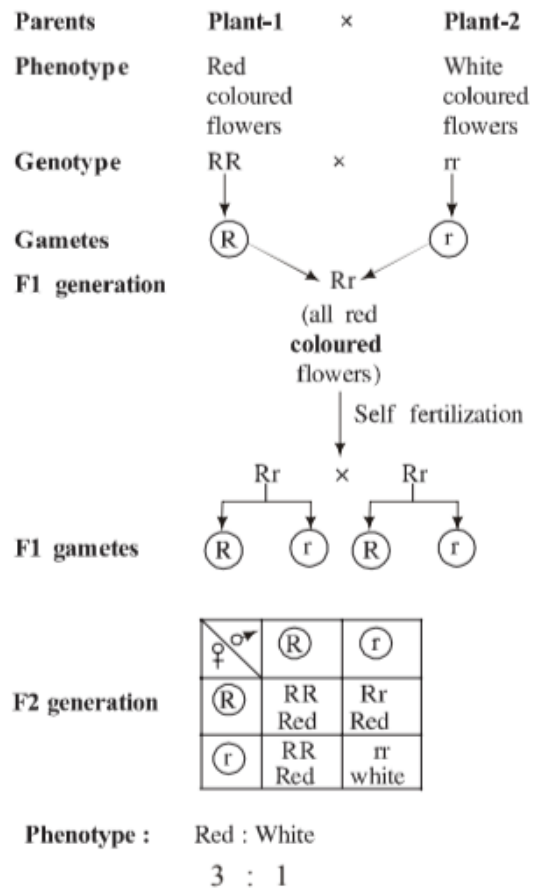 Parents Plant-1 × Plant-2
Phenotype Red White
coloured coloured
flowers flowers
Genotype RR × rr
Gametes R r
F1 generation Rr
(all red
coloured
flowers)
Self fertilization
Rr × Rr
F1 gametes R r R r
♀ ♂ R r
F2 generation R RR Rr
Red Red
r RR rr
Red white
Phenotype : Red : White
3 : 1